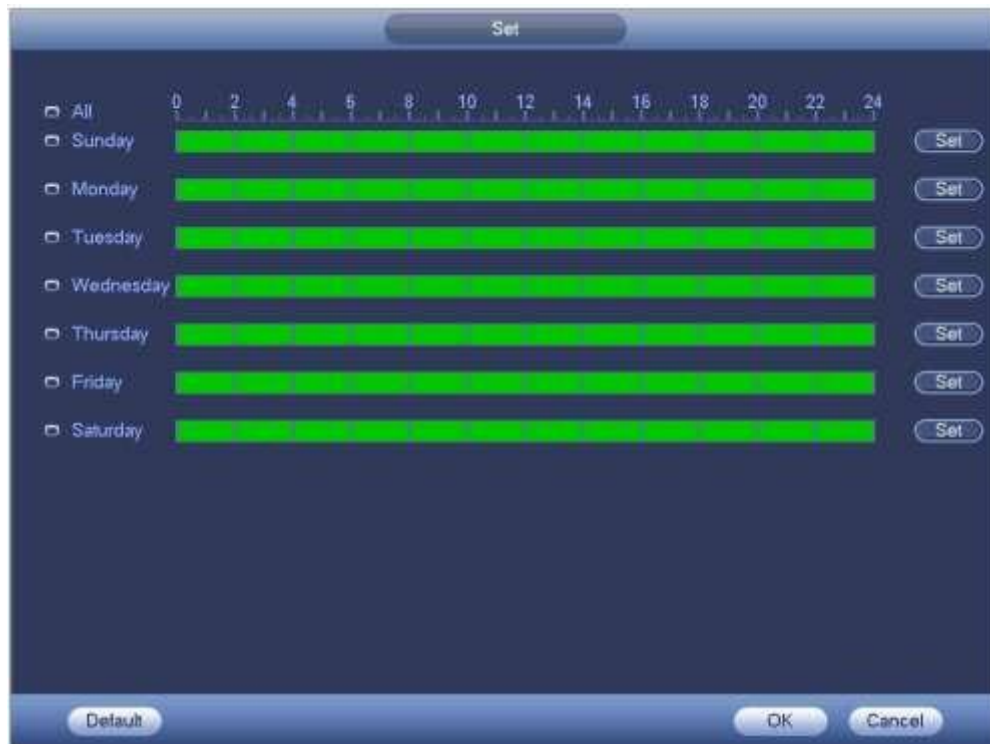 Set
All 0 2 4 6 8 10 12 14 16 18 20 22 24
Sunday Set
Monday Set
Tuesday Set
Wednesday Set
Thursday Set
Friday Set
Saturday Set
Default OK Cancel